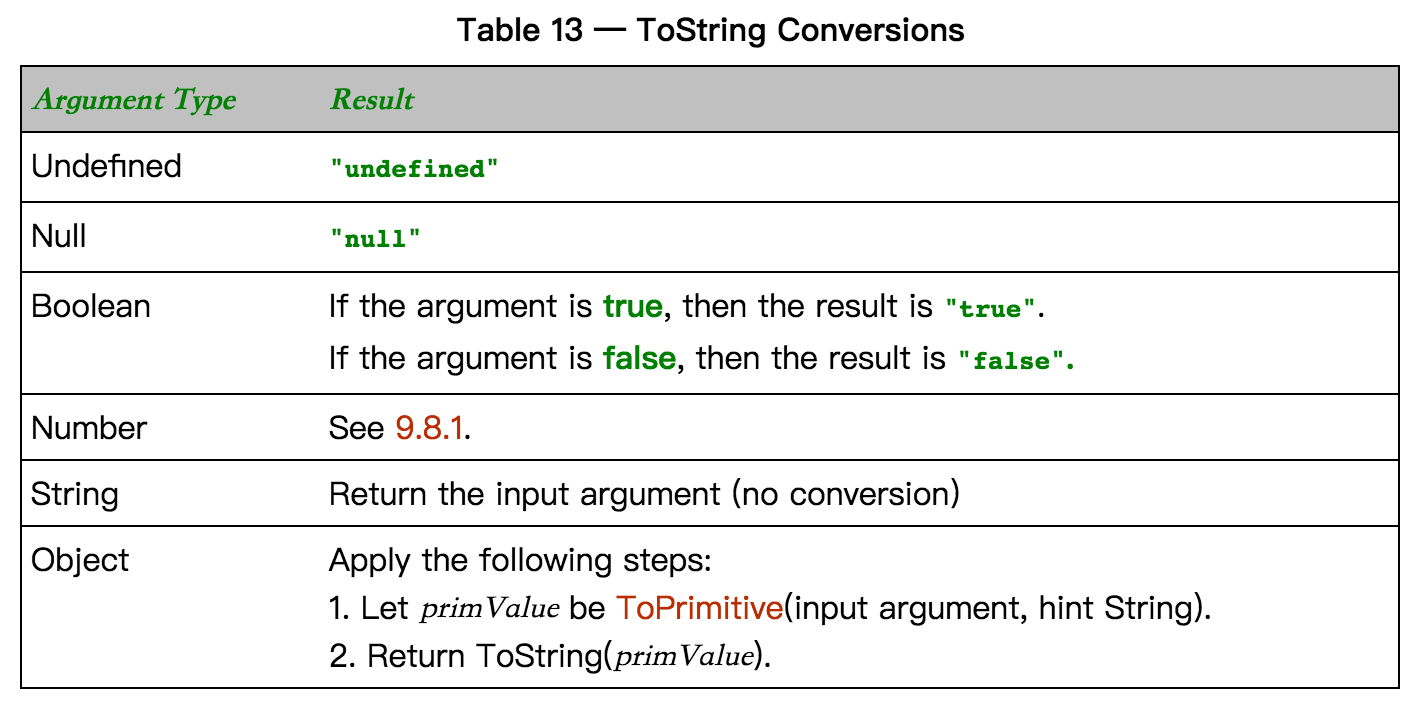 Table 13 — ToString Conversions
Argument Type Result
Undefined "undefined"
Null "null"
Boolean If the argument is true, then the result is "true".
If the argument is false, then the result is "false".
Number See 9.8.1.
String Return the input argument (no conversion)
Object Apply the following steps:
1. Let primValue be ToPrimitive(input argument, hint String).
2. Return ToString(primValue).